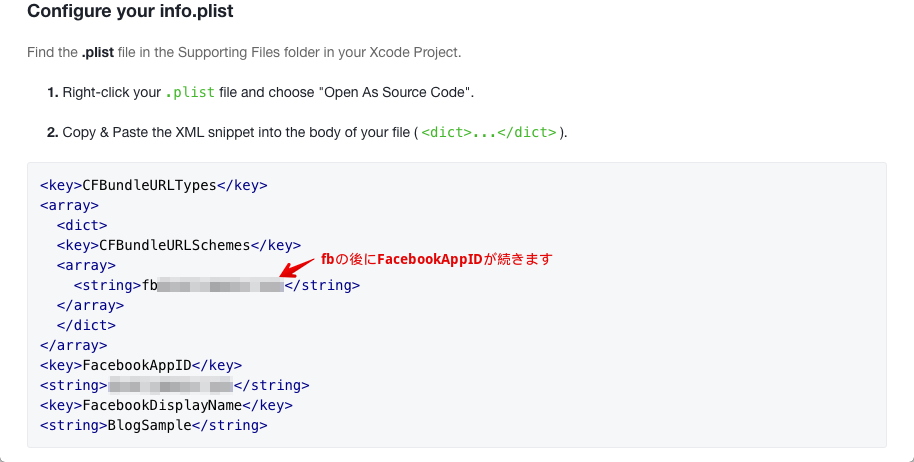 Configure your info.plist
Find the .plist file in the Supporting Files folder in your Xcode Project.
1. Right-click your .plist file and choose "Open As Source Code".
2. Copy & Paste the XML snippet into the body of your file ( <dict>...</dict> ).
<key>CFBundleURLTypes</key>
<array>
<dict>
<key>CFBundleURLSchemes</key>
fbの後にFacebookAppIDが続きます
<array>
<string>fb</string>
</array>
</dict>
</array>
<key>FacebookAppID</key>
<string></string>
<key>FacebookDisplayName</key>
<string>BlogSample</string>